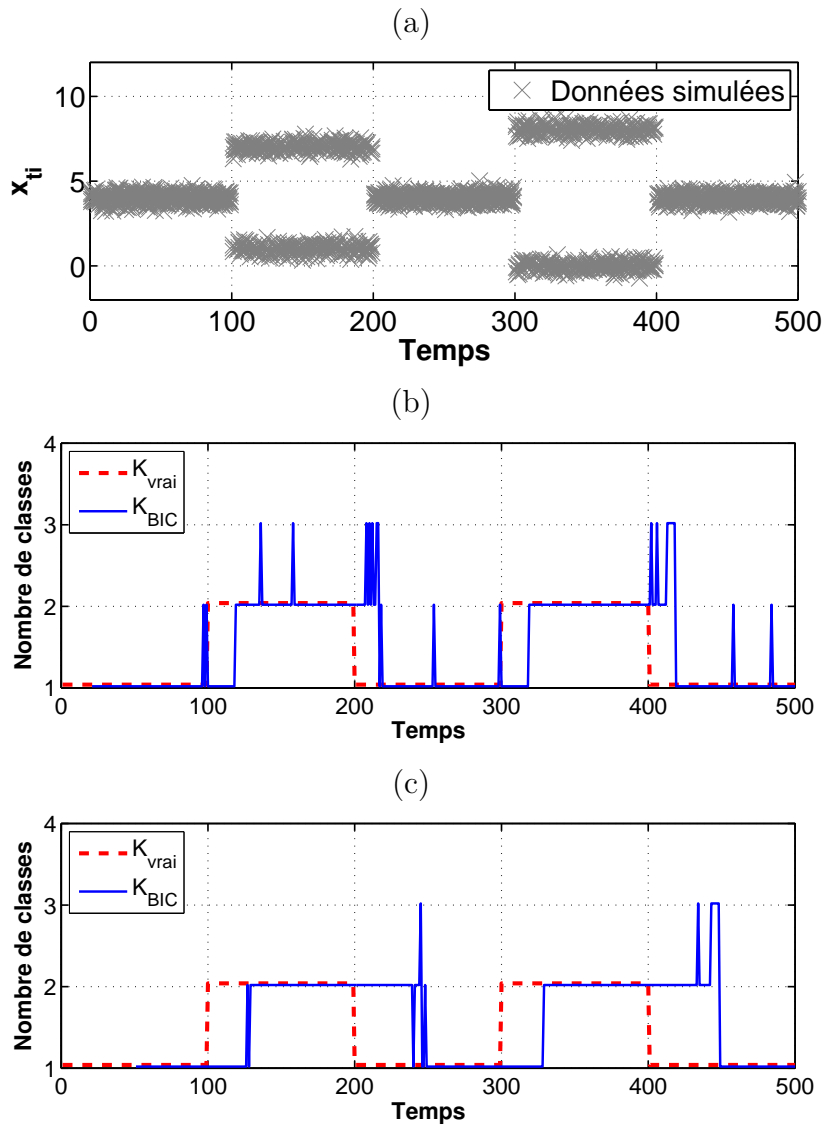 (a)
10
5
0
x_ti
Données simulées
0 100 200 300 400 500
Temps
(b)
4
3
2
1
Nombre de classes
K_vrai
K_BIC
0 100 200 300 400 500
Temps
(c)
4
3
2
1
Nombre de classes
K_vrai
K_BIC
0 100 200 300 400 500
Temps